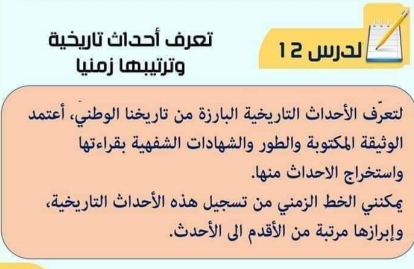 لدرس 12
تعرف أحداث تاريخية
وترتيبها زمنيا
لتعرّف الأحداث التاريخية البارزة من تاريخنا الوطني، أعتمد
الوثيقة المكتوبة والطور والشهادات الشفهية بقراءتها
واستخراج الاحداث منها.
يمكنني الخط الزمني من تسجيل هذه الأحداث التاريخية،
وإبرازها مرتبة من الأقدم الى الأحدث.